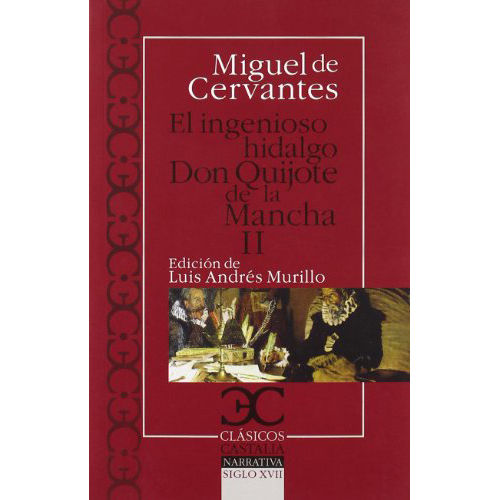 Miguel de
Cervantes
El ingenioso
hidalgo
Don Quijote
de la
Mancha
II
Edición de
Luis Andrés Murillo
CLÁSICOS
CASTALIA
NARRATIVA
SIGLO XVII